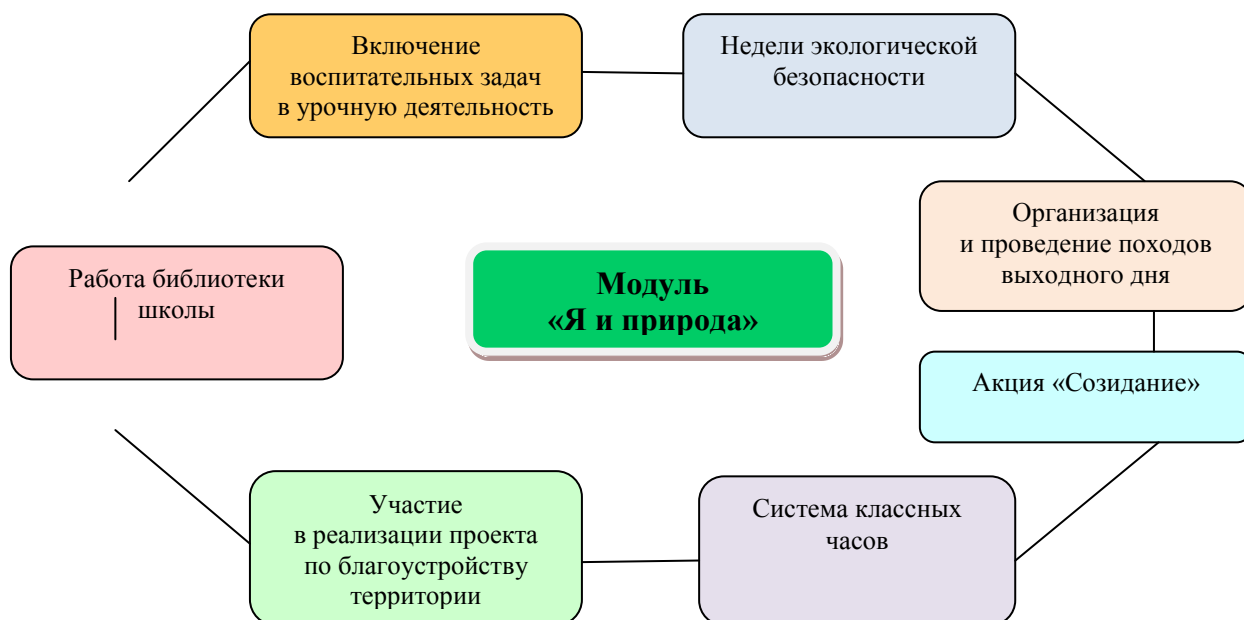 Включение
воспитательных задач
в урочную деятельность
Недели экологической
безопасности
Организация
и проведение походов
выходного дня
Работа библиотеки
школы
Модуль
«Я и природа»
Акция «Созидание»
Участие
в реализации проекта
по благоустройству
территории
Система классных
часов